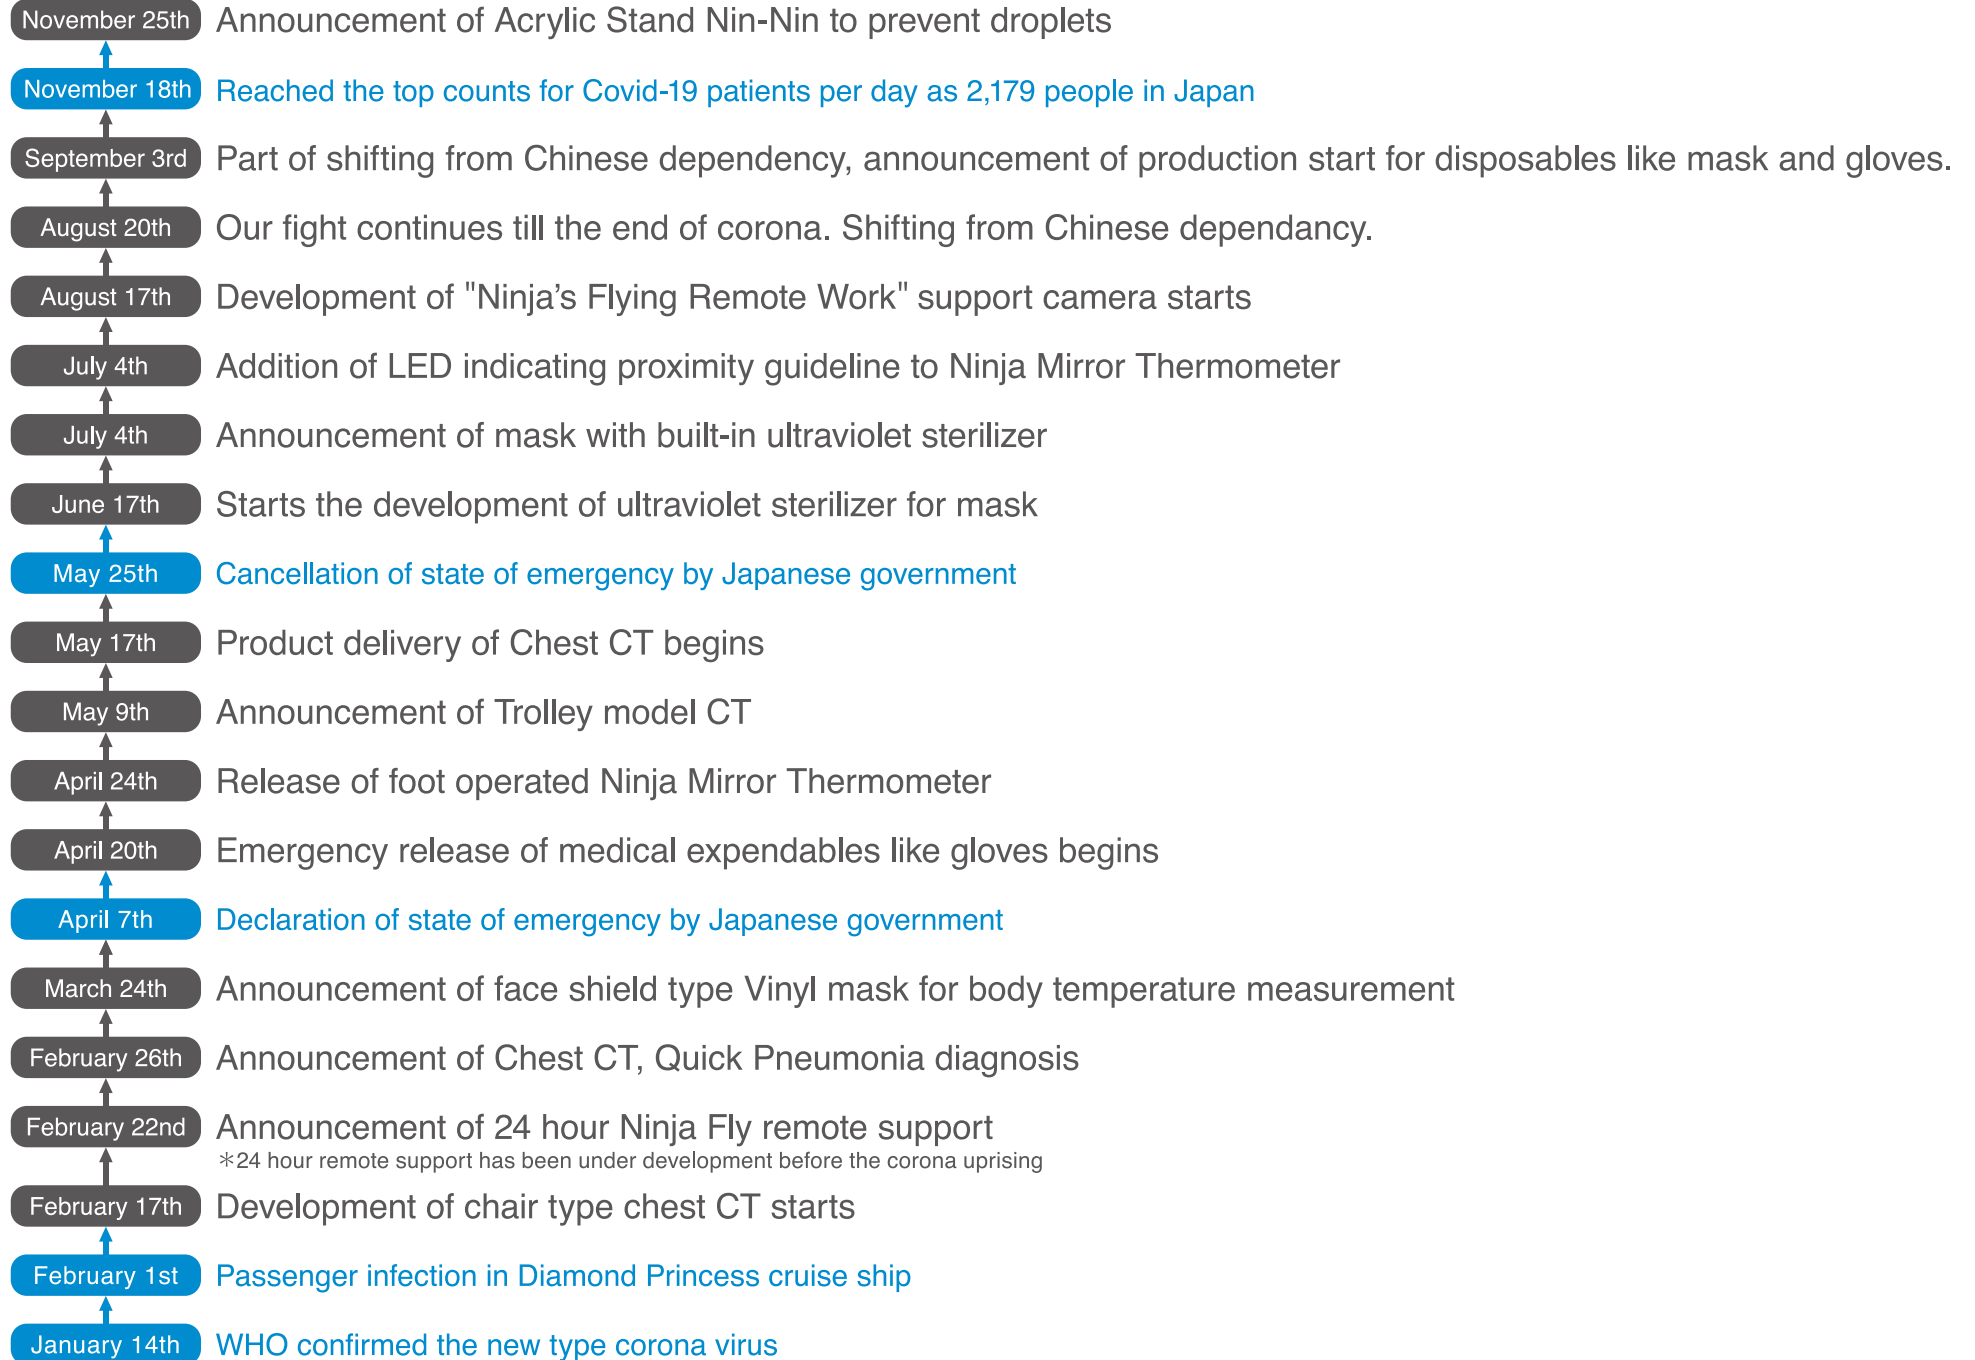 November 25th Announcement of Acrylic Stand Nin-Nin to prevent droplets
November 18th Reached the top counts for Covid-19 patients per day as 2,179 people in Japan
September 3rd Part of shifting from Chinese dependency, announcement of production start for disposables like mask and gloves.
August 20th Our fight continues till the end of corona. Shifting from Chinese dependancy.
August 17th Development of "Ninja’s Flying Remote Work" support camera starts
July 4th Addition of LED indicating proximity guideline to Ninja Mirror Thermometer
July 4th Announcement of mask with built-in ultraviolet sterilizer
June 17th Starts the development of ultraviolet sterilizer for mask
May 25th Cancellation of state of emergency by Japanese government
May 17th Product delivery of Chest CT begins
May 9th Announcement of Trolley model CT
April 24th Release of foot operated Ninja Mirror Thermometer
April 20th Emergency release of medical expendables like gloves begins
April 7th Declaration of state of emergency by Japanese government
March 24th Announcement of face shield type Vinyl mask for body temperature measurement
February 26th Announcement of Chest CT, Quick Pneumonia diagnosis
February 22nd Announcement of 24 hour Ninja Fly remote support
＊24 hour remote support has been under development before the corona uprising
February 17th Development of chair type chest CT starts
February 1st Passenger infection in Diamond Princess cruise ship
January 14th WHO confirmed the new type corona virus